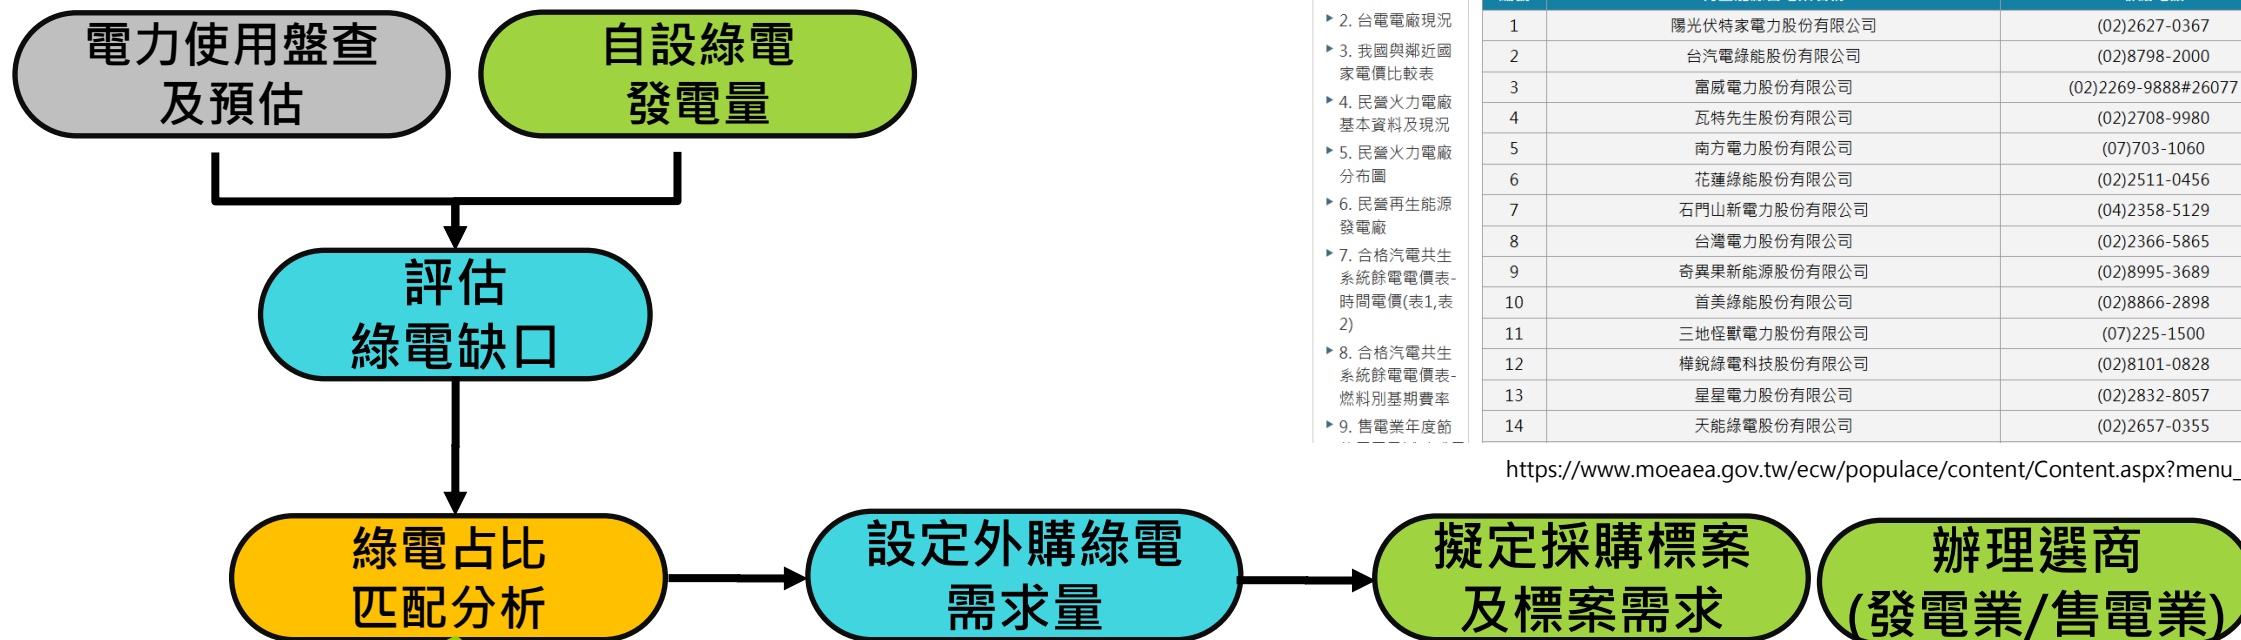 電力使用盤查
及預估
自設綠電
發電量
評估
綠電缺口
綠電占比
匹配分析
設定外購綠電
需求量
擬定採購標案
及標案需求
辦理選商
(發電業/售電業)
2. 台電電廠現況
3. 我國與鄰近國
家電價比較表
4. 民營火力電廠
基本資料及現況
5. 民營火力電廠
分布圖
6. 民營再生能源
發電廠
7. 合格汽電共生
系統餘電電價表-
時間電價(表1,表
2)
8. 合格汽電共生
系統餘電電價表-
燃料別基期費率
9. 售電業年度節
1 陽光伏特家電力股份有限公司 (02)2627-0367
2 台汽電綠能股份有限公司 (02)8798-2000
3 富威電力股份有限公司 (02)2269-9888#26077
4 瓦特先生股份有限公司 (02)2708-9980
5 南方電力股份有限公司 (07)703-1060
6 花蓮綠能股份有限公司 (02)2511-0456
7 石門山新電力股份有限公司 (04)2358-5129
8 台灣電力股份有限公司 (02)2366-5865
9 奇異果新能源股份有限公司 (02)8995-3689
10 首美綠能股份有限公司 (02)8866-2898
11 三地怪獸電力股份有限公司 (07)225-1500
12 樺銳綠電科技股份有限公司 (02)8101-0828
13 星星電力股份有限公司 (02)2832-8057
14 天能綠電股份有限公司 (02)2657-0355
https://www.moeaea.gov.tw/ecw/populace/content/Content.aspx?menu_